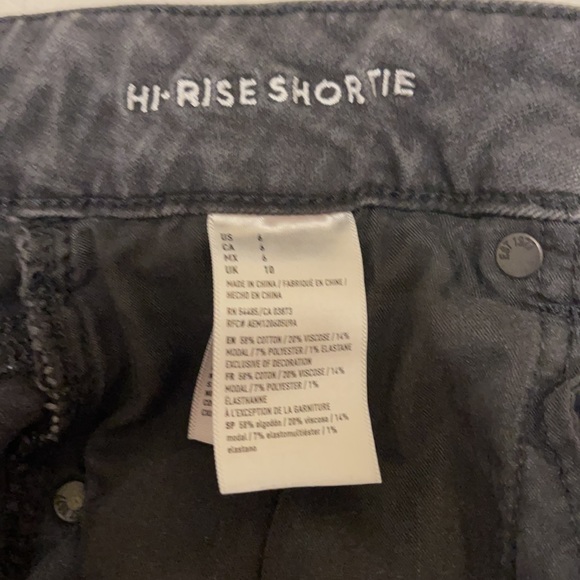 HI-RISE SHORTIE
US 6
CA 6
MX 6
UK 10
MADE IN CHINA / FABRIQUÉ EN CHINE /
HECHO EN CHINA
RN 54485/CA 03873
RFC# AEM120605U9A
EN 58% COTTON / 20% VISCOSE / 14%
MODAL / 7% POLYESTER / 1% ELASTANE
EXCLUSIVE OF DECORATION
FR 58% COTON / 20% VISCOSE / 14%
MODAL / 7% POLYESTER / 1%
ÉLASTHANNE
À L'EXCEPTION DE LA GARNITURE
SP 58% algodón / 20% viscosa / 14%
modal / 7% elastomultiéster / 1%
elastano